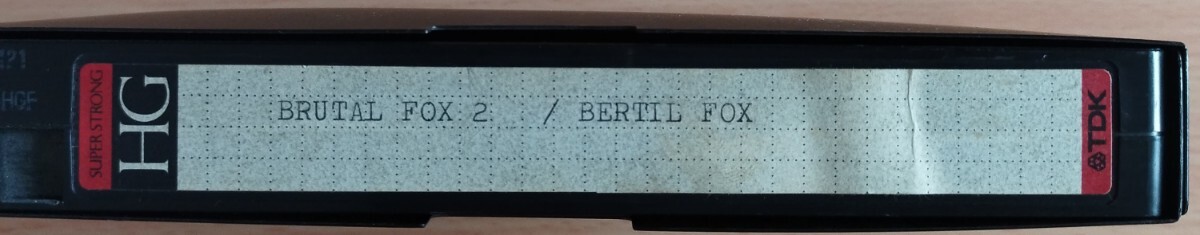 HGF
SUPER STRONG
HG
BRUTAL FOX 2 / BERTIL FOX
TDK